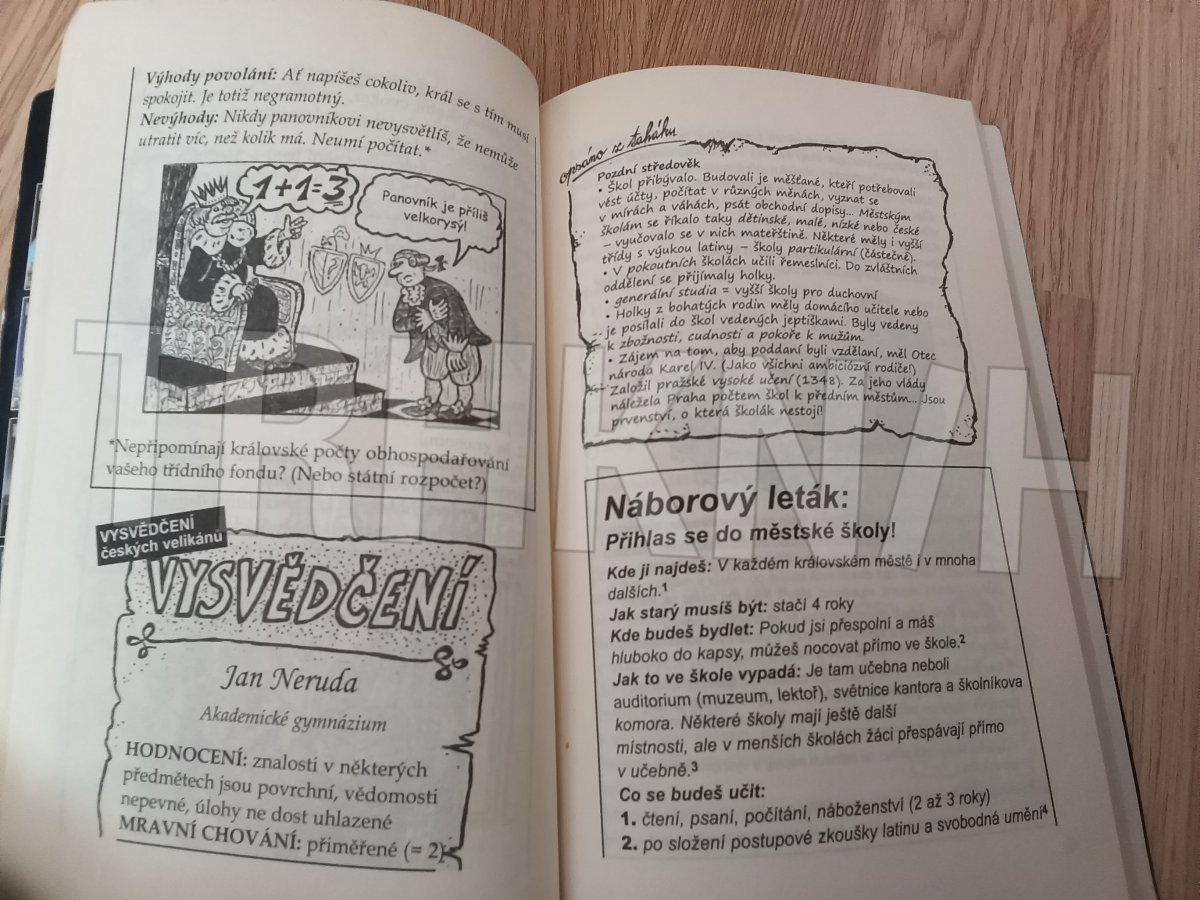 Výhody povolání: Ať napíšeš cokoliv, král se s tím musí
spokojit. Je totiž negramotný.
Nevýhody: Nikdy panovníkovi nevysvětlíš, že nemůže
utratit víc, než kolik má. Neumí počítat.*
1+1=3
Panovník je příliš
velkorysý!
*Nepřipomínají královské počty obhospodařování
vašeho třídního fondu? (Nebo státní rozpočet?)
VYSVĚDČENÍ
českých velikánů
VYSVĚDČENÍ
Jan Neruda
Akademické gymnázium
HODNOCENÍ: znalosti v některých
předmětech jsou povrchní, vědomosti
nepevné, úlohy ne dost uhlazené
MRAVNÍ CHOVÁNÍ: přiměřené (= 2)
opsáno z taháku
Pozdní středověk
• Škol přibývalo. Budovali je měšťané, kteří potřebovali
vést účty, počítat v různých měnách, vyznat se
v mírách a váhách, psát obchodní dopisy... Městským
školám se říkalo taky dětinské, malé, nízké nebo české
– vyučovalo se v nich mateřštině. Některé měly i vyšší
třídy s výukou latiny – školy partikulární (částečné).
• V pokoutních školách učili řemeslníci. Do zvláštních
oddělení se přijímaly holky.
• generální studia = vyšší školy pro duchovní
• Holky z bohatých rodin měly domácího učitele nebo
je posílali do škol vedených jeptiškami. Byly vedeny
k zbožnosti, cudnosti a pokoře k mužům.
• Zájem na tom, aby poddaní byli vzdělaní, měl Otec
národa Karel IV. (Jako všichni ambiciózní rodiče!)
Založil pražské vysoké učení (1348). Za jeho vlády
náležela Praha počtem škol k předním městům... Jsou
prvenství, o která školák nestojí!
Náborový leták:
Přihlas se do městské školy!
Kde ji najdeš: V každém královském městě i v mnoha
dalších.¹
Jak starý musíš být: stačí 4 roky
Kde budeš bydlet: Pokud jsi přespolní a máš
hluboko do kapsy, můžeš nocovat přímo ve škole.²
Jak to ve škole vypadá: Je tam učebna neboli
auditorium (muzeum, lektoř), světnice kantora a školníkova
komora. Některé školy mají ještě další
místnosti, ale v menších školách žáci přespávají přímo
v učebně.³
Co se budeš učit:
1. čtení, psaní, počítání, náboženství (2 až 3 roky)
2. po složení postupové zkoušky latinu a svobodná umění⁴